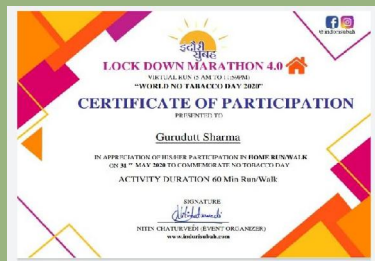 @indorisubah
इंदौरी
सुबह
LOCK DOWN MARATHON 4.0
VIRTUAL RUN (5 AM TO 11:59PM)
"WORLD NO TABACCO DAY 2020"
CERTIFICATE OF PARTICIPATION
PRESENTED TO
Gurudutt Sharma
IN APPRECIATION OF HIS/HER PARTICIPATION IN HOME RUN/WALK
ON 31ST MAY 2020 TO COMMEMORATE NO TOBACCO DAY
ACTIVITY DURATION 60 Min Run/Walk
SIGNATURE
NITIN CHATURVEDI (EVENT ORGANIZER)
www.indorisubah.com